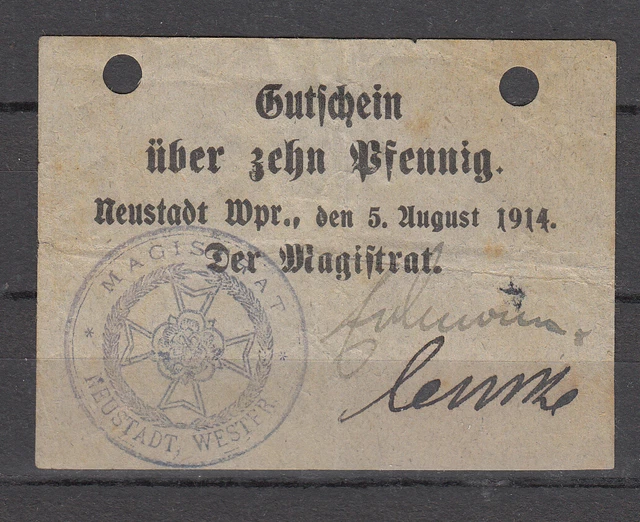 Gutschein
über zehn Pfennig.
Neustadt Wpr., den 5. August 1914.
Der Magistrat.
* MAGISTRAT *
NEUSTADT, WESTPR